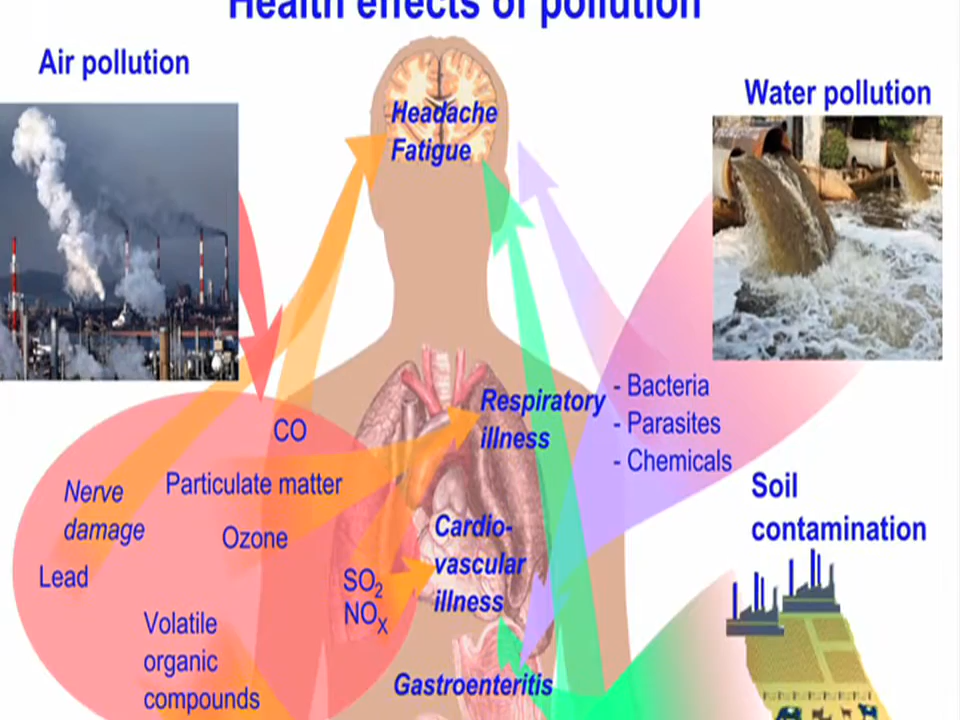 Health effects of pollution
Air pollution
Water pollution
Headache
Fatigue
CO
Particulate matter
Nerve
damage
Ozone
Lead
SO2
NOX
Volatile
organic
compounds
Respiratory
illness
Cardio-
vascular
illness
Gastroenteritis
- Bacteria
- Parasites
- Chemicals
Soil
contamination